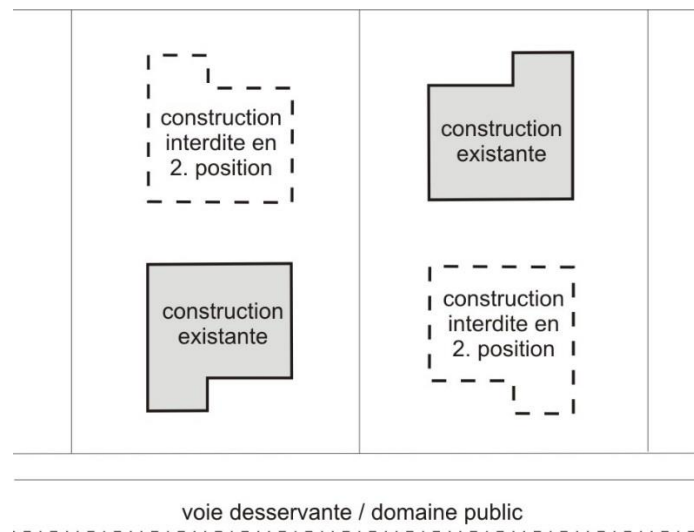 construction
interdite en
2. position
construction
existante
construction
existante
construction
interdite en
2. position
voie desservante / domaine public